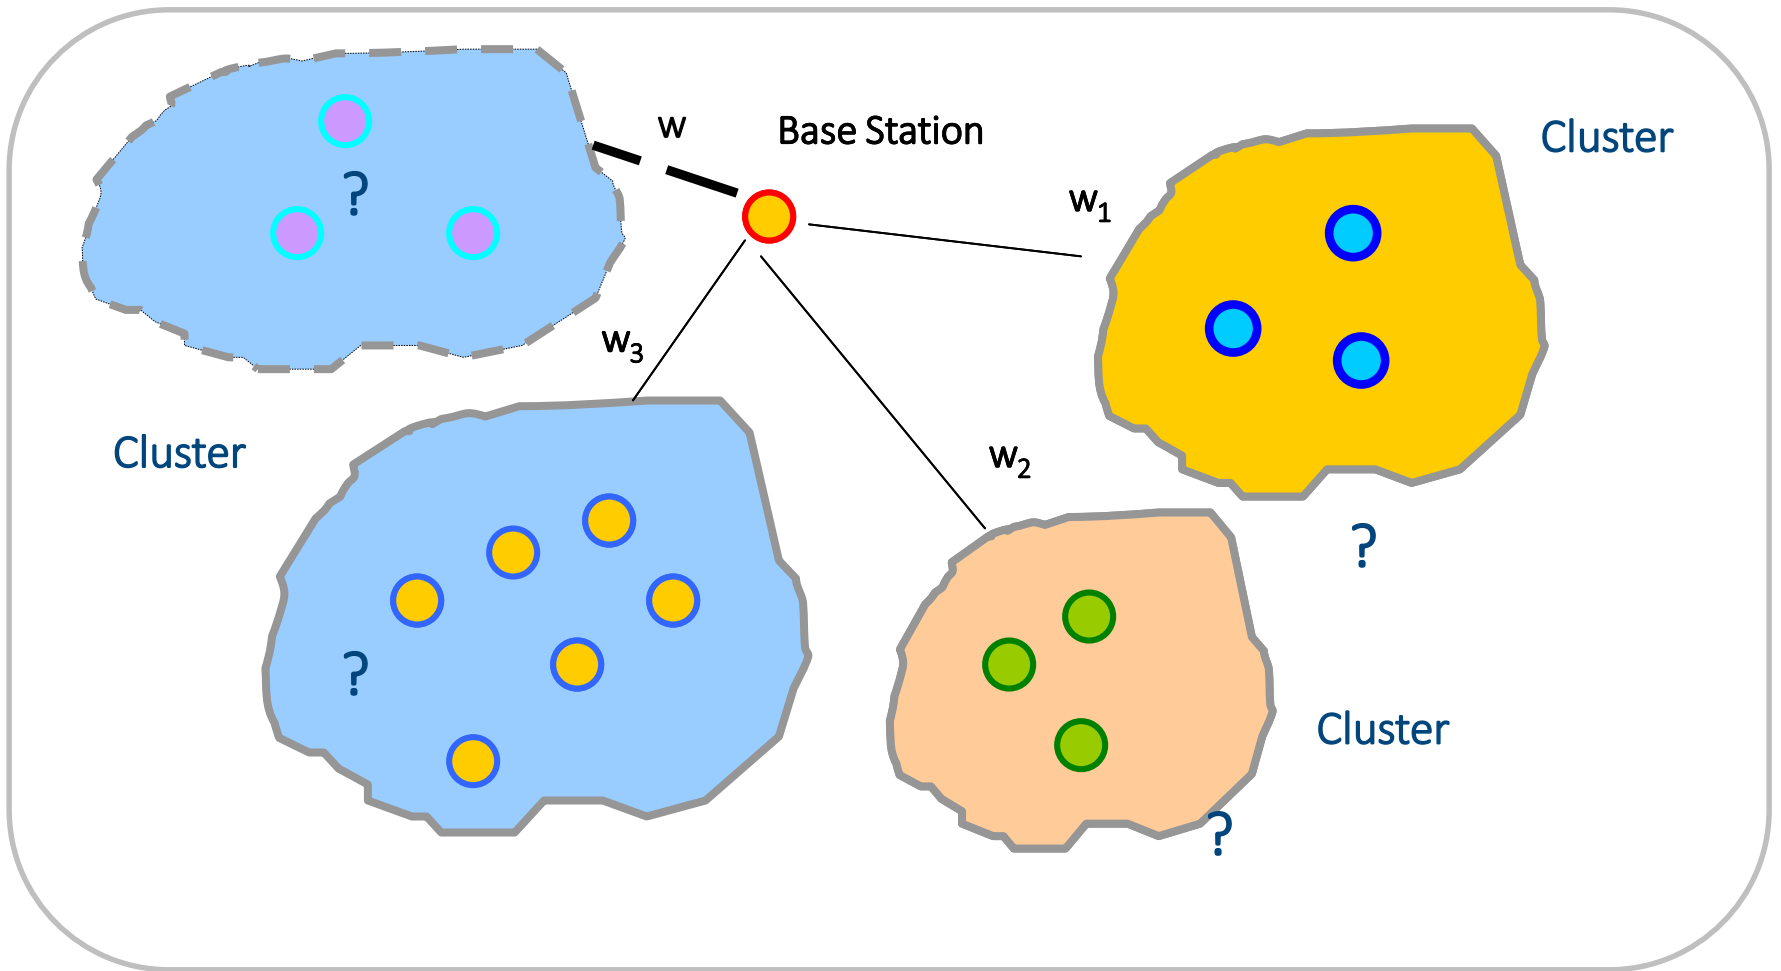 w
Base Station
Cluster
?
w₁
w₃
Cluster
w₂
?
?
Cluster
?